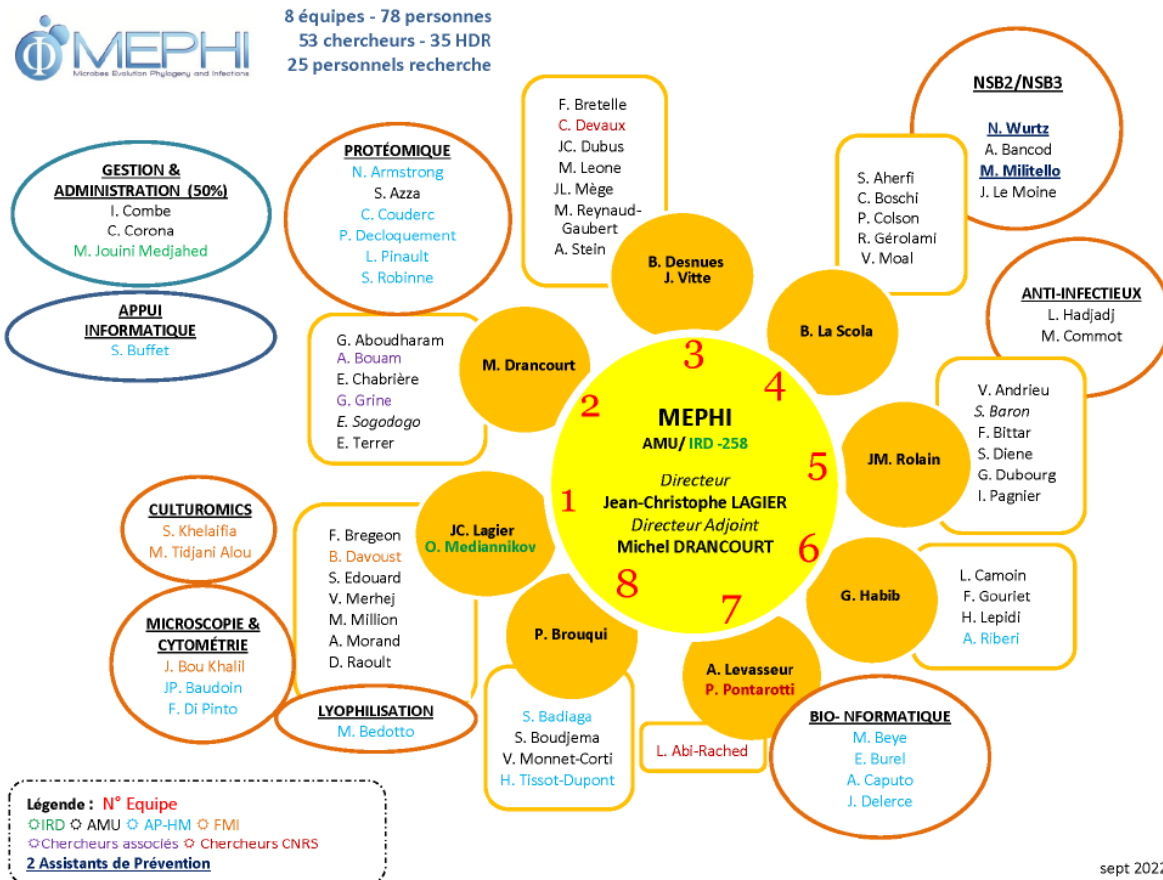 MEPHI
Microbes Evolution Phylogeny and Infections
8 équipes - 78 personnes
53 chercheurs - 35 HDR
25 personnels recherche
GESTION &
ADMINISTRATION (50%)
I. Combe
C. Corona
M. Jouini Medjahed
APPUI
INFORMATIQUE
S. Buffet
PROTÉOMIQUE
N. Armstrong
S. Azza
C. Couderc
P. Decloquement
L. Pinault
S. Robinne
F. Bretelle
C. Devaux
JC. Dubus
M. Leone
JL. Mège
M. Reynaud-
Gaubert
A. Stein
B. Desnues
J. Vitte
S. Aherfi
C. Boschi
P. Colson
R. Gérolami
V. Moal
NSB2/NSB3
N. Wurtz
A. Bancod
M. Militello
J. Le Moine
B. La Scola
ANTI-INFECTIEUX
L. Hadjadj
M. Commot
G. Aboudharam
A. Bouam
E. Chabrière
G. Grine
E. Sogodogo
E. Terrer
M. Drancourt
V. Andrieu
S. Baron
F. Bittar
S. Diene
G. Dubourg
I. Pagnier
JM. Rolain
1
2
3
4
5
6
7
8
MEPHI
AMU/ IRD -258
Directeur
Jean-Christophe LAGIER
Directeur Adjoint
Michel DRANCOURT
CULTUROMICS
S. Khelaifia
M. Tidjani Alou
F. Bregeon
B. Davoust
S. Edouard
V. Merhej
M. Million
A. Morand
D. Raoult
JC. Lagier
O. Mediannikov
G. Habib
L. Camoin
F. Gouriet
H. Lepidi
A. Riberi
MICROSCOPIE &
CYTOMÉTRIE
J. Bou Khalil
JP. Baudoin
F. Di Pinto
LYOPHILISATION
M. Bedotto
P. Brouqui
S. Badiaga
S. Boudjema
V. Monnet-Corti
H. Tissot-Dupont
A. Levasseur
P. Pontarotti
L. Abi-Rached
BIO- NFORMATIQUE
M. Beye
E. Burel
A. Caputo
J. Delerce
Légende : N° Equipe
IRD AMU AP-HM FMI
Chercheurs associés Chercheurs CNRS
2 Assistants de Prévention
sept 2022